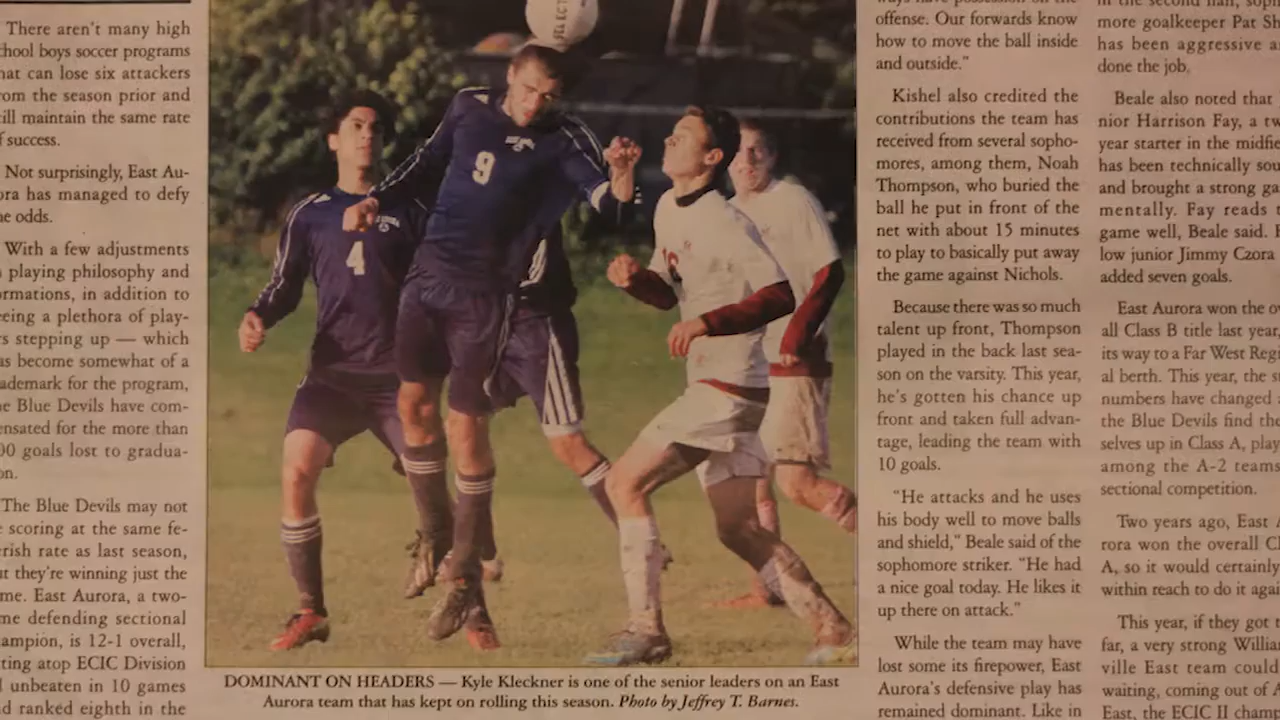 There aren't many high
hool boys soccer programs
at can lose six attackers
om the season prior and
ill maintain the same rate
f success.
Not surprisingly, East Au-
ora has managed to defy
e odds.
With a few adjustments
playing philosophy and
ormations, in addition to
eing a plethora of play-
s stepping up — which
as become somewhat of a
ademark for the program,
e Blue Devils have com-
ensated for the more than
00 goals lost to gradua-
on.
The Blue Devils may not
scoring at the same fe-
rish rate as last season,
t they're winning just the
me. East Aurora, a two-
me defending sectional
ampion, is 12-1 overall,
ting atop ECIC Division
unbeaten in 10 games
d ranked eighth in the
SELECT
9
4
DOMINANT ON HEADERS — Kyle Kleckner is one of the senior leaders on an East
Aurora team that has kept on rolling this season. Photo by Jeffrey T. Barnes.
ways have possession on
offense. Our forwards know
how to move the ball inside
and outside."
Kishel also credited the
contributions the team has
received from several sopho-
mores, among them, Noah
Thompson, who buried the
ball he put in front of the
net with about 15 minutes
to play to basically put away
the game against Nichols.
Because there was so much
talent up front, Thompson
played in the back last sea-
son on the varsity. This year,
he's gotten his chance up
front and taken full advan-
tage, leading the team with
10 goals.
"He attacks and he uses
his body well to move balls
and shield," Beale said of the
sophomore striker. "He had
a nice goal today. He likes it
up there on attack."
While the team may have
lost some its firepower, East
Aurora's defensive play has
remained dominant. Like in
in the second half, soph
more goalkeeper Pat Sh
has been aggressive a
done the job.
Beale also noted that
nior Harrison Fay, a tw
year starter in the midfie
has been technically sou
and brought a strong ga
mentally. Fay reads
game well, Beale said. F
low junior Jimmy Czora
added seven goals.
East Aurora won the o
all Class B title last year,
its way to a Far West Regi
al berth. This year, the s
numbers have changed
the Blue Devils find the
selves up in Class A, play
among the A-2 teams
sectional competition.
Two years ago, East A
rora won the overall Cl
A, so it would certainly
within reach to do it agai
This year, if they got t
far, a very strong Willia
ville East team could
waiting, coming out of A
East, the ECIC II champ